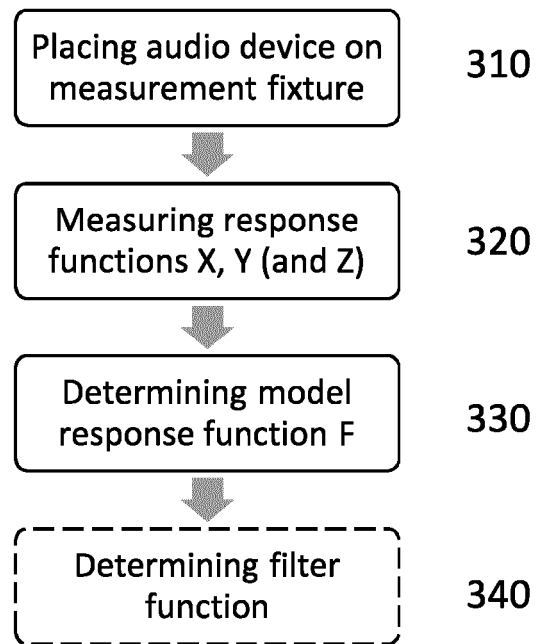 Placing audio device on
measurement fixture
310
Measuring response
functions X, Y (and Z)
320
Determining model
response function F
330
Determining filter
function
340